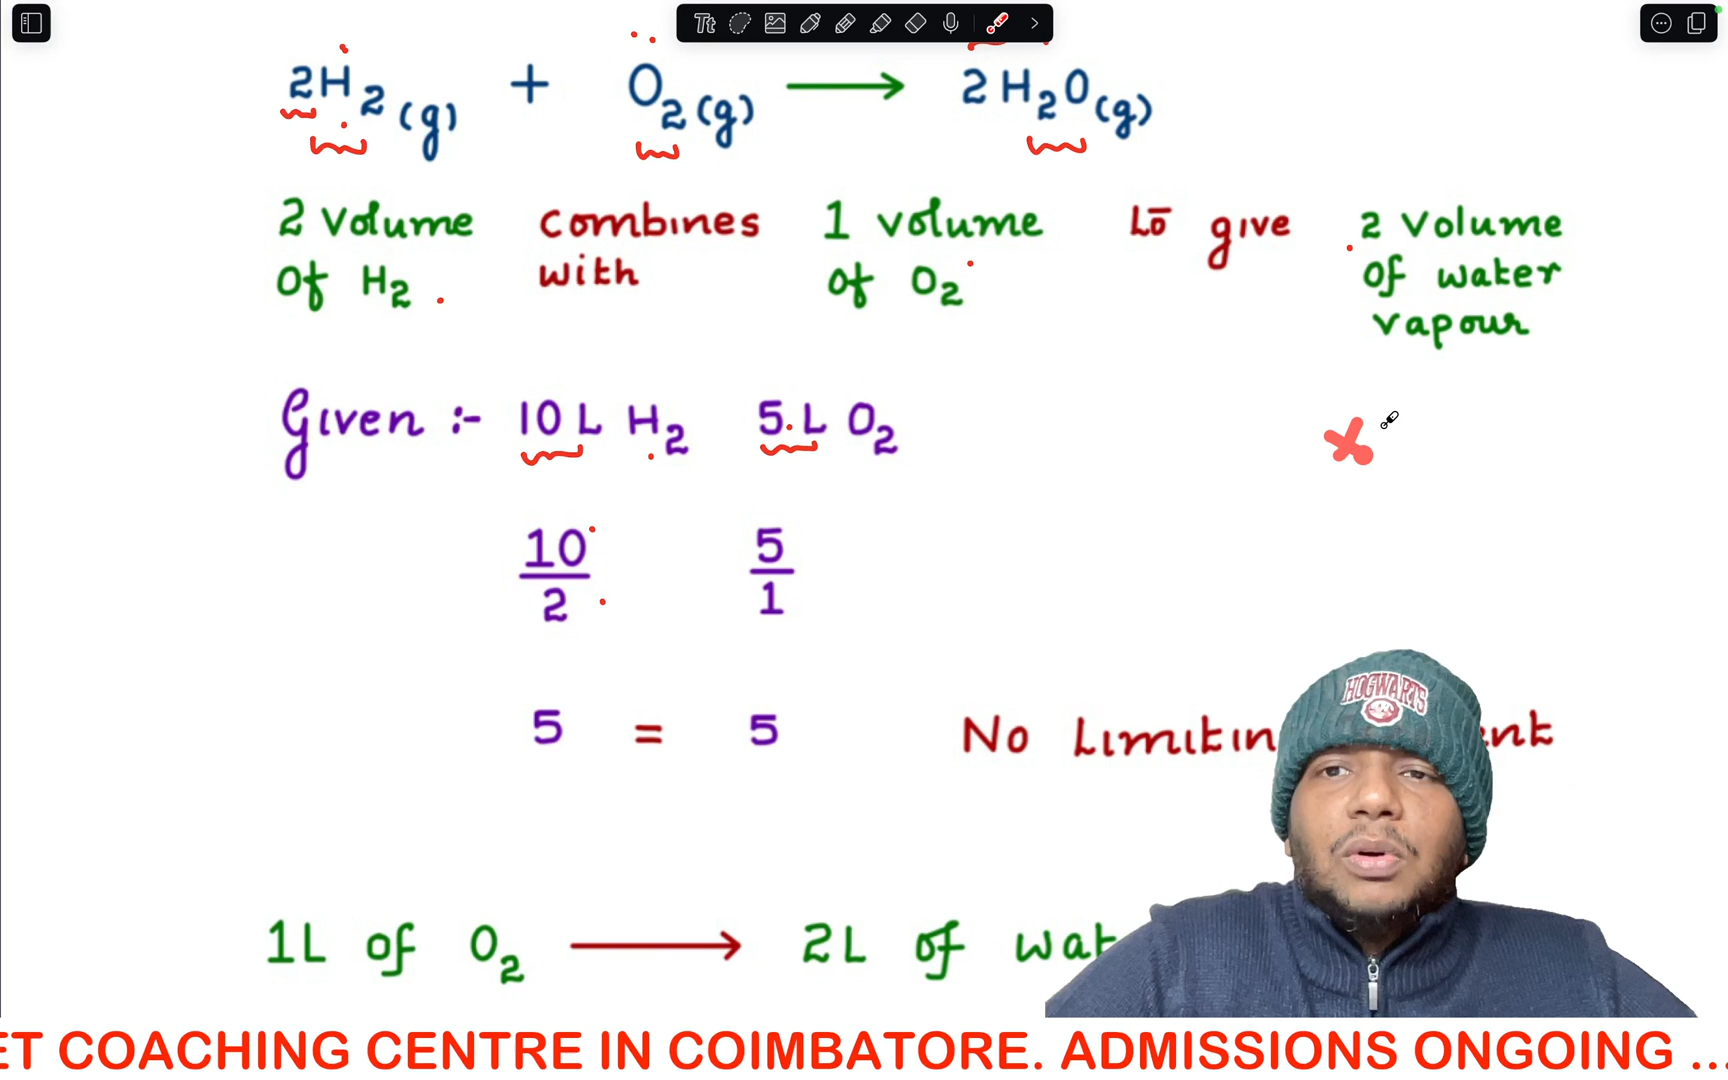 2H₂(g) + O₂(g) ⟶ 2H₂O(g)
2 Volume combines 1 volume to give 2 Volume
of H₂ with of O₂ of water
vapour
Given :- 10 L H₂ 5 L O₂
10/2 5/1
5 = 5 No Limitin
1L of O₂ ⟶ 2L of
HOGWARTS
COACHING CENTRE IN COIMBATORE. ADMISSIONS ONGOING ...